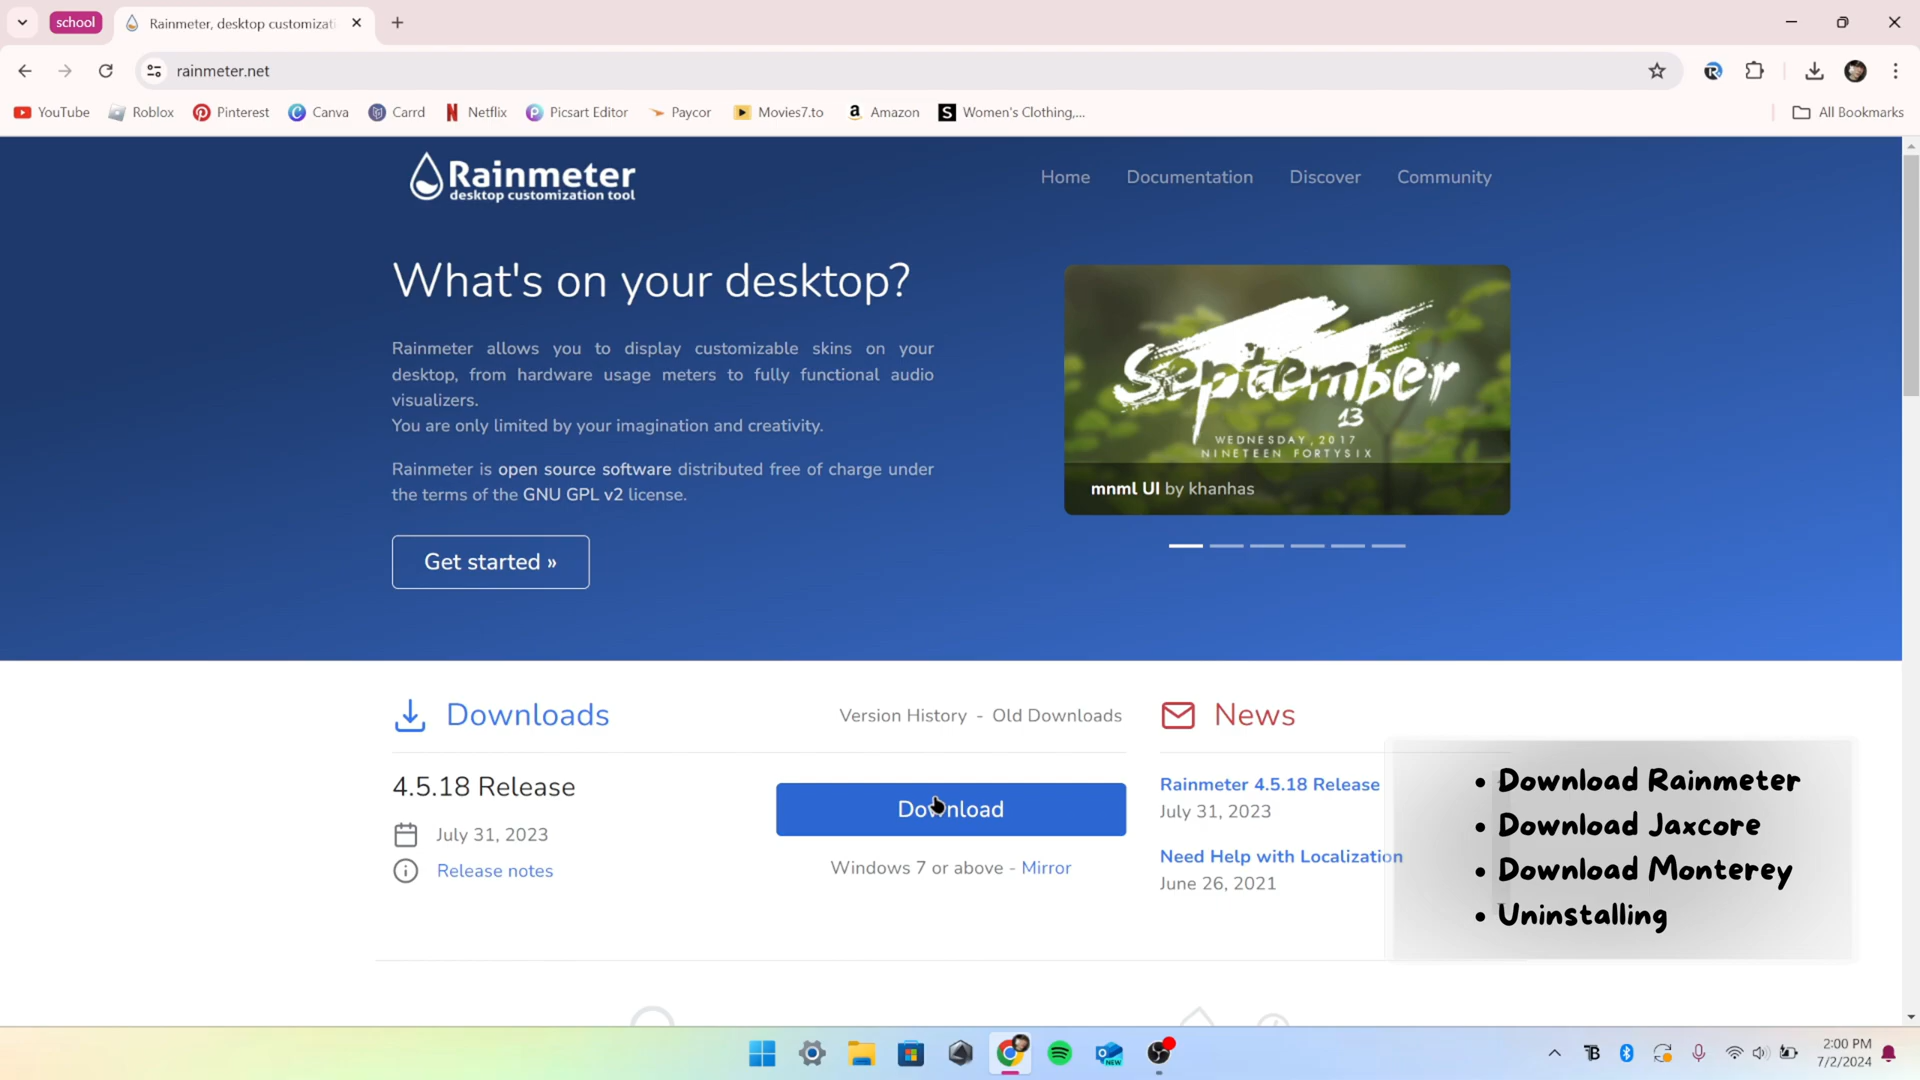 school
Rainmeter, desktop customizati
rainmeter.net
YouTube
Roblox
Pinterest
Canva
Carrd
Netflix
Picsart Editor
Paycor
Movies7.to
Amazon
Women's Clothing,...
All Bookmarks
Rainmeter
desktop customization tool
Home
Documentation
Discover
Community
What's on your desktop?
Rainmeter allows you to display customizable skins on your
desktop, from hardware usage meters to fully functional audio
visualizers.
You are only limited by your imagination and creativity.
Rainmeter is open source software distributed free of charge under
the terms of the GNU GPL v2 license.
Get started »
September
13
WEDNESDAY, 2017
NINETEEN FORTYSIX
mnml UI by khanhas
Downloads
Version History - Old Downloads
4.5.18 Release
July 31, 2023
Release notes
Download
Windows 7 or above - Mirror
News
Rainmeter 4.5.18 Release
July 31, 2023
Need Help with Localization
June 26, 2021
• Download Rainmeter
• Download Jaxcore
• Download Monterey
• Uninstalling
NEW
2:00 PM
7/2/2024